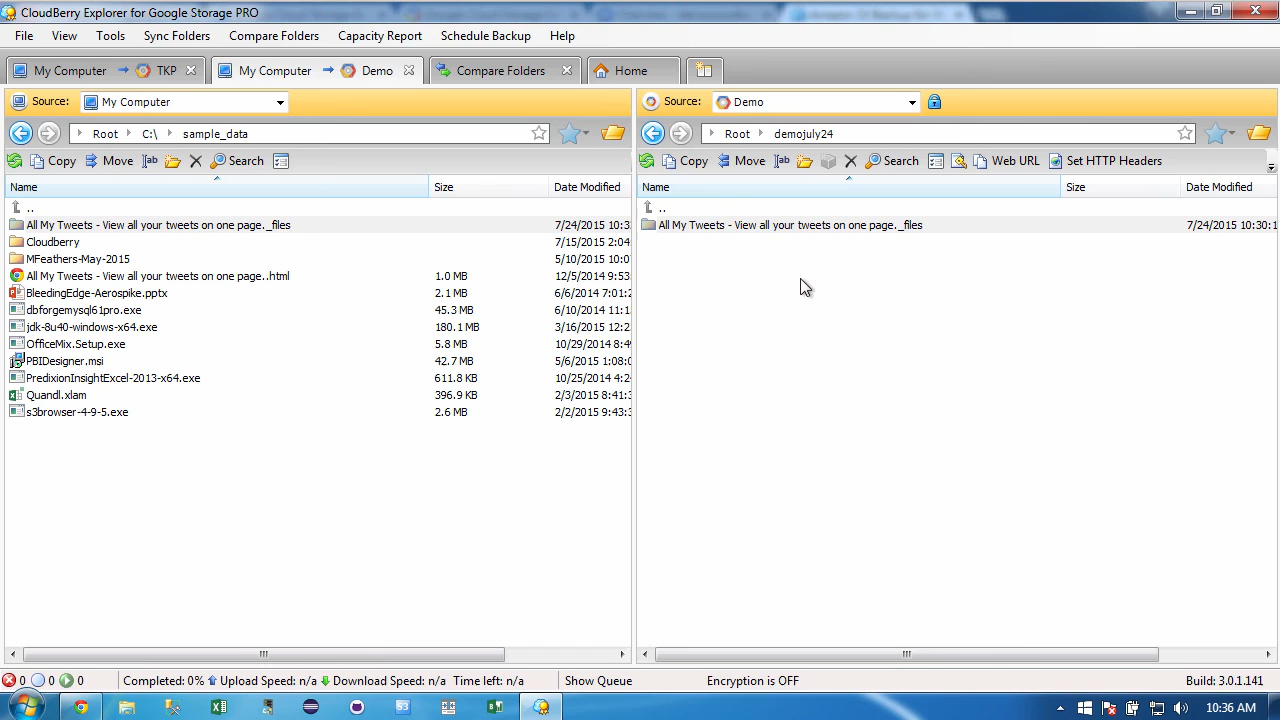 CloudBerry Explorer for Google Storage PRO
File View Tools Sync Folders Compare Folders Capacity Report Schedule Backup Help
My Computer TKP My Computer Demo Compare Folders Home
Source: My Computer
Root C:\ sample_data
Copy Move Search
Name Size Date Modified
..
All My Tweets - View all your tweets on one page._files 7/24/2015 10:3
Cloudberry 7/15/2015 2:04:
MFeathers-May-2015 5/10/2015 10:0
All My Tweets - View all your tweets on one page..html 1.0 MB 12/5/2014 9:53:
BleedingEdge-Aerospike.pptx 2.1 MB 6/6/2014 7:01:2
dbforgemysql61pro.exe 45.3 MB 6/10/2014 11:1
jdk-8u40-windows-x64.exe 180.1 MB 3/16/2015 12:2
OfficeMix.Setup.exe 5.8 MB 10/29/2014 8:4
PBIDesigner.msi 42.7 MB 5/6/2015 1:08:0
PredixionInsightExcel-2013-x64.exe 611.8 KB 10/25/2014 4:2
Quandl.xlam 396.9 KB 2/3/2015 8:41:3
s3browser-4-9-5.exe 2.6 MB 2/2/2015 9:43:3
Source: Demo
Root demojuly24
Copy Move Search Web URL Set HTTP Headers
Name Size Date Modified
..
All My Tweets - View all your tweets on one page._files 7/24/2015 10:30:1
0 0 0 Completed: 0% Upload Speed: n/a Download Speed: n/a Time left: n/a Show Queue Encryption is OFF Build: 3.0.1.141
10:36 AM